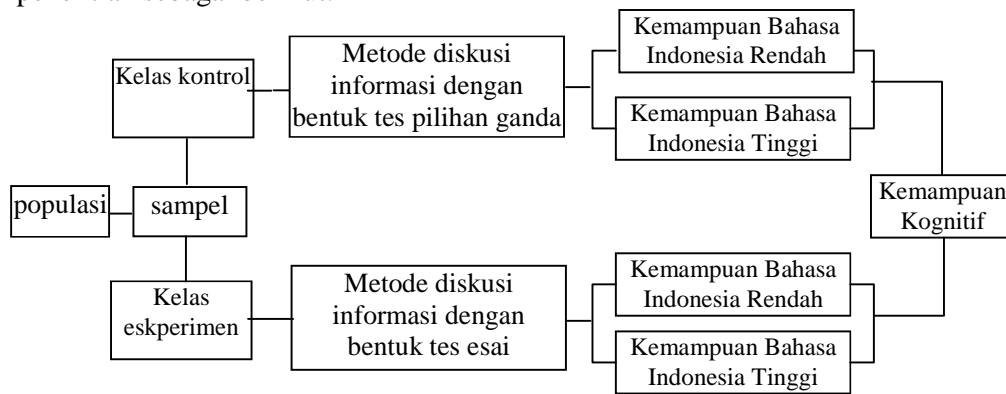 Kelas kontrol
Metode diskusi
informasi dengan
bentuk tes pilihan ganda
Kemampuan Bahasa
Indonesia Rendah
Kemampuan Bahasa
Indonesia Tinggi
populasi
sampel
Kemampuan
Kognitif
Kelas
eskperimen
Metode diskusi
informasi dengan
bentuk tes esai
Kemampuan Bahasa
Indonesia Rendah
Kemampuan Bahasa
Indonesia Tinggi